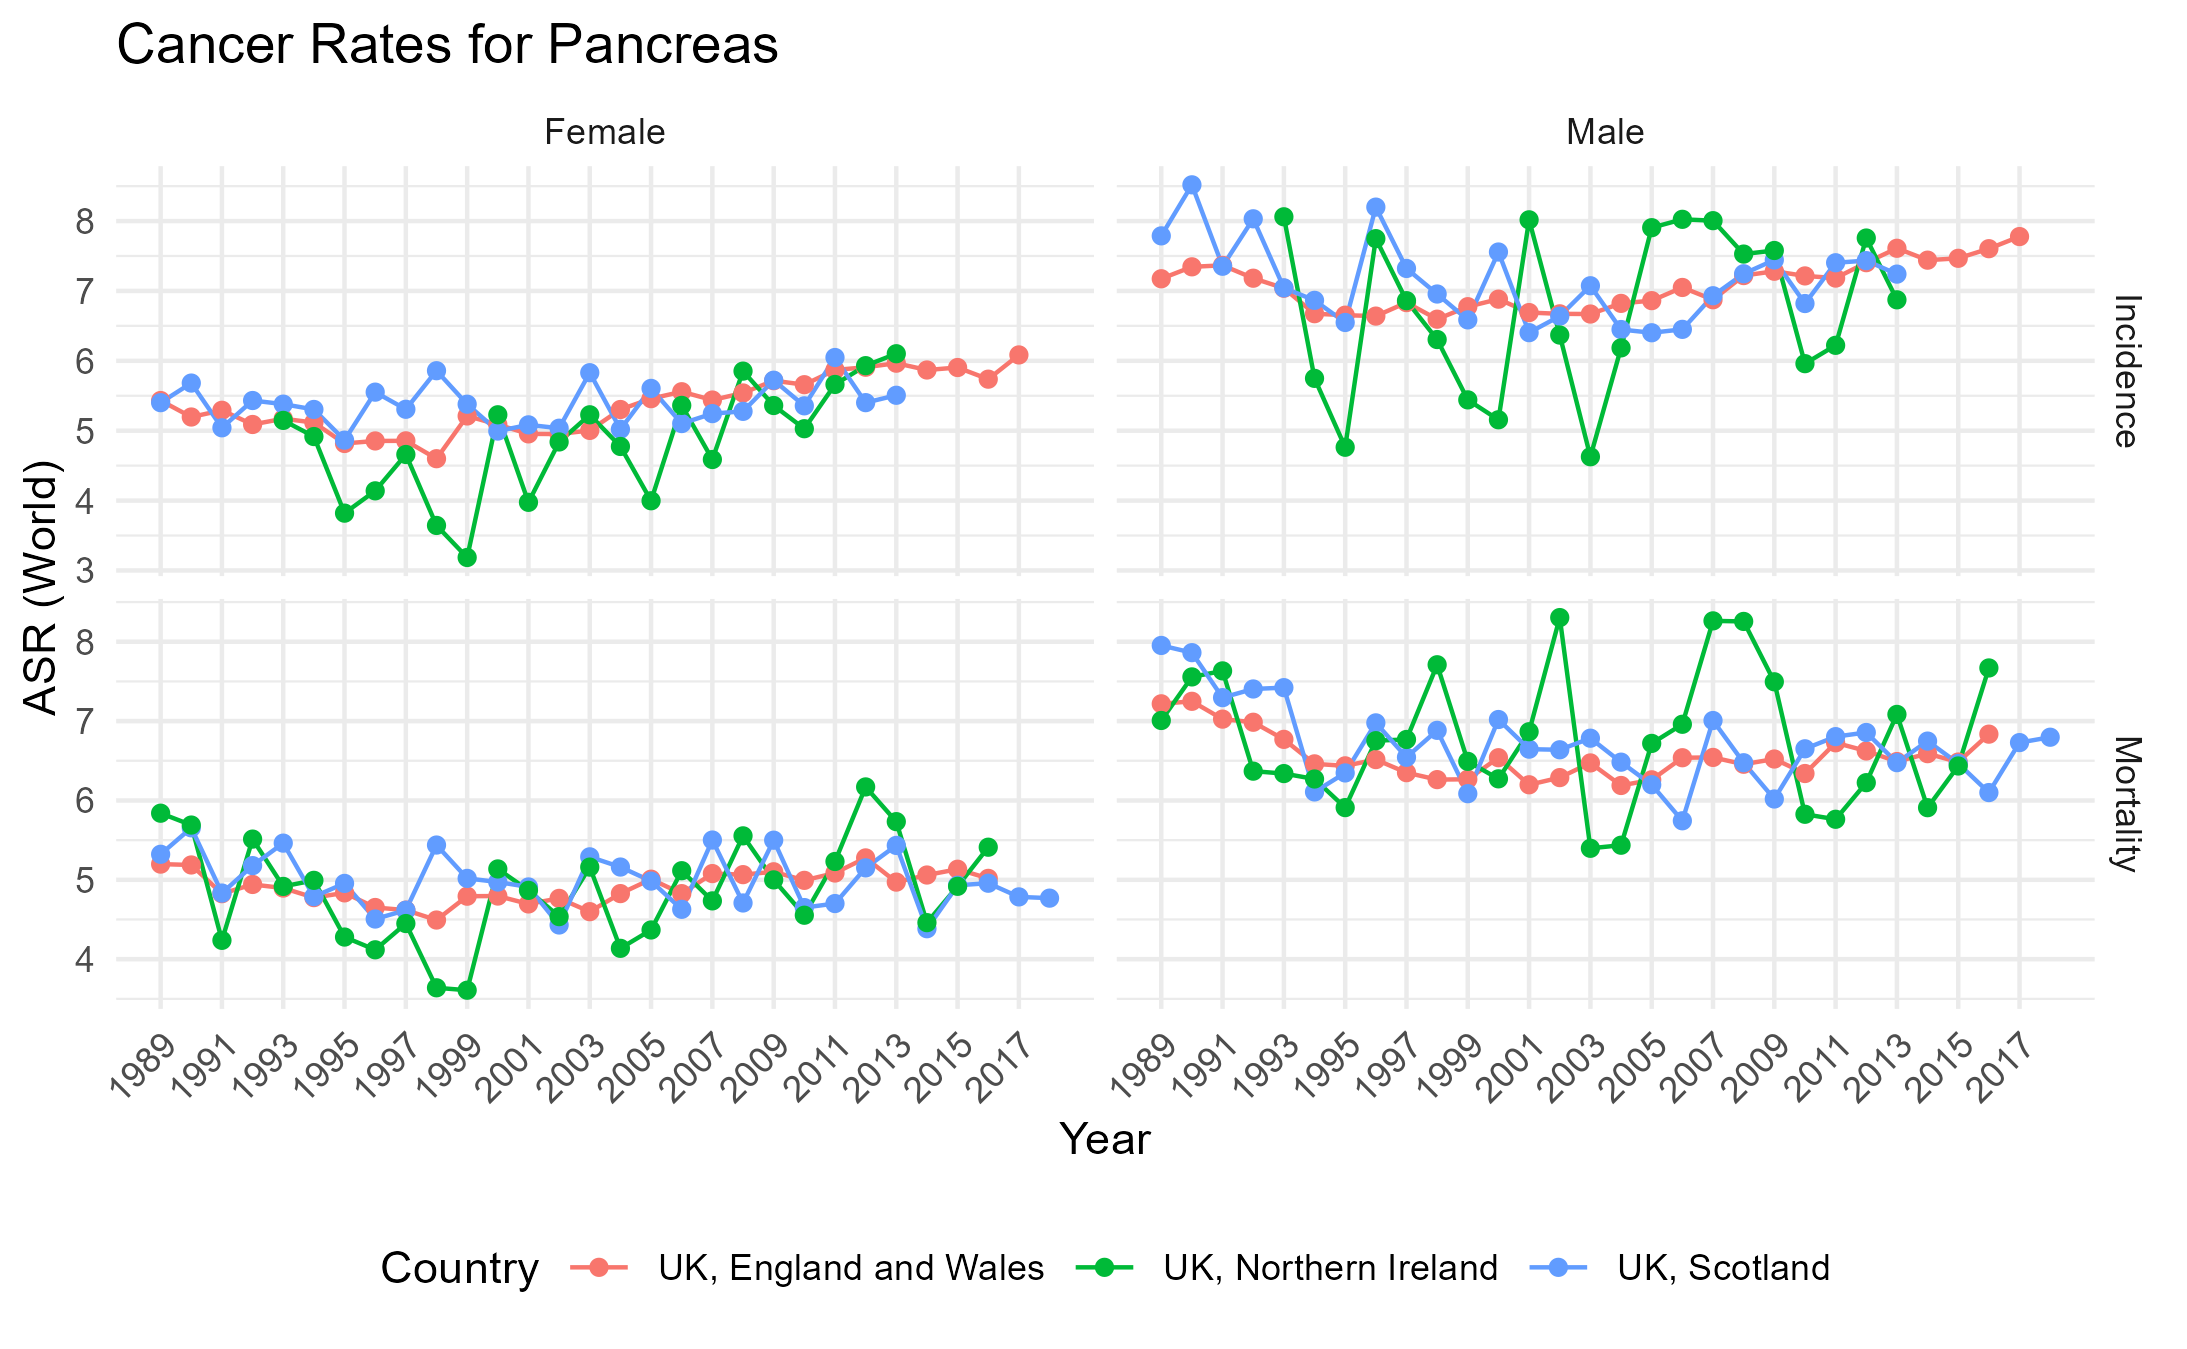 Cancer Rates for Pancreas
Female
Male
8
7
6
5
4
3
Incidence
8
7
6
5
4
Mortality
ASR (World)
1989 1991 1993 1995 1997 1999 2001 2003 2005 2007 2009 2011 2013 2015 2017
1989 1991 1993 1995 1997 1999 2001 2003 2005 2007 2009 2011 2013 2015 2017
Year
Country UK, England and Wales UK, Northern Ireland UK, Scotland